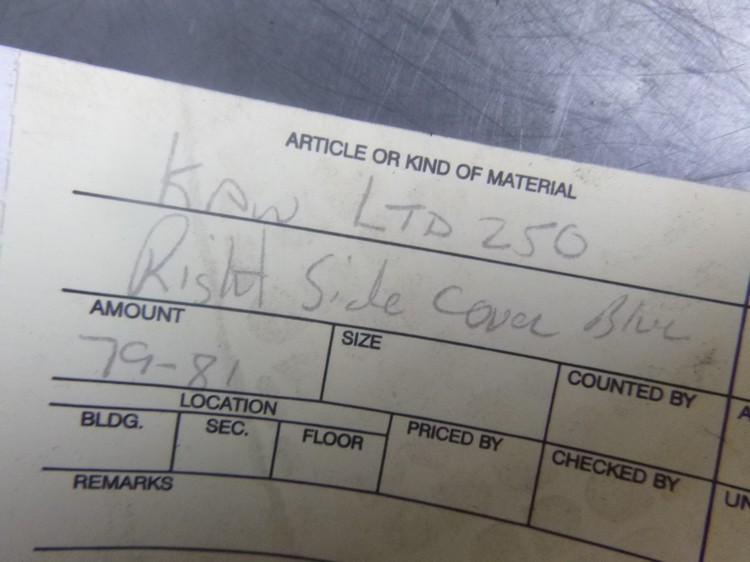 ARTICLE OR KIND OF MATERIAL
KAW LTD 250
Right Side Cover Blue
AMOUNT
SIZE
COUNTED BY
79-81
LOCATION
BLDG.
SEC.
FLOOR
PRICED BY
CHECKED BY
UN
REMARKS